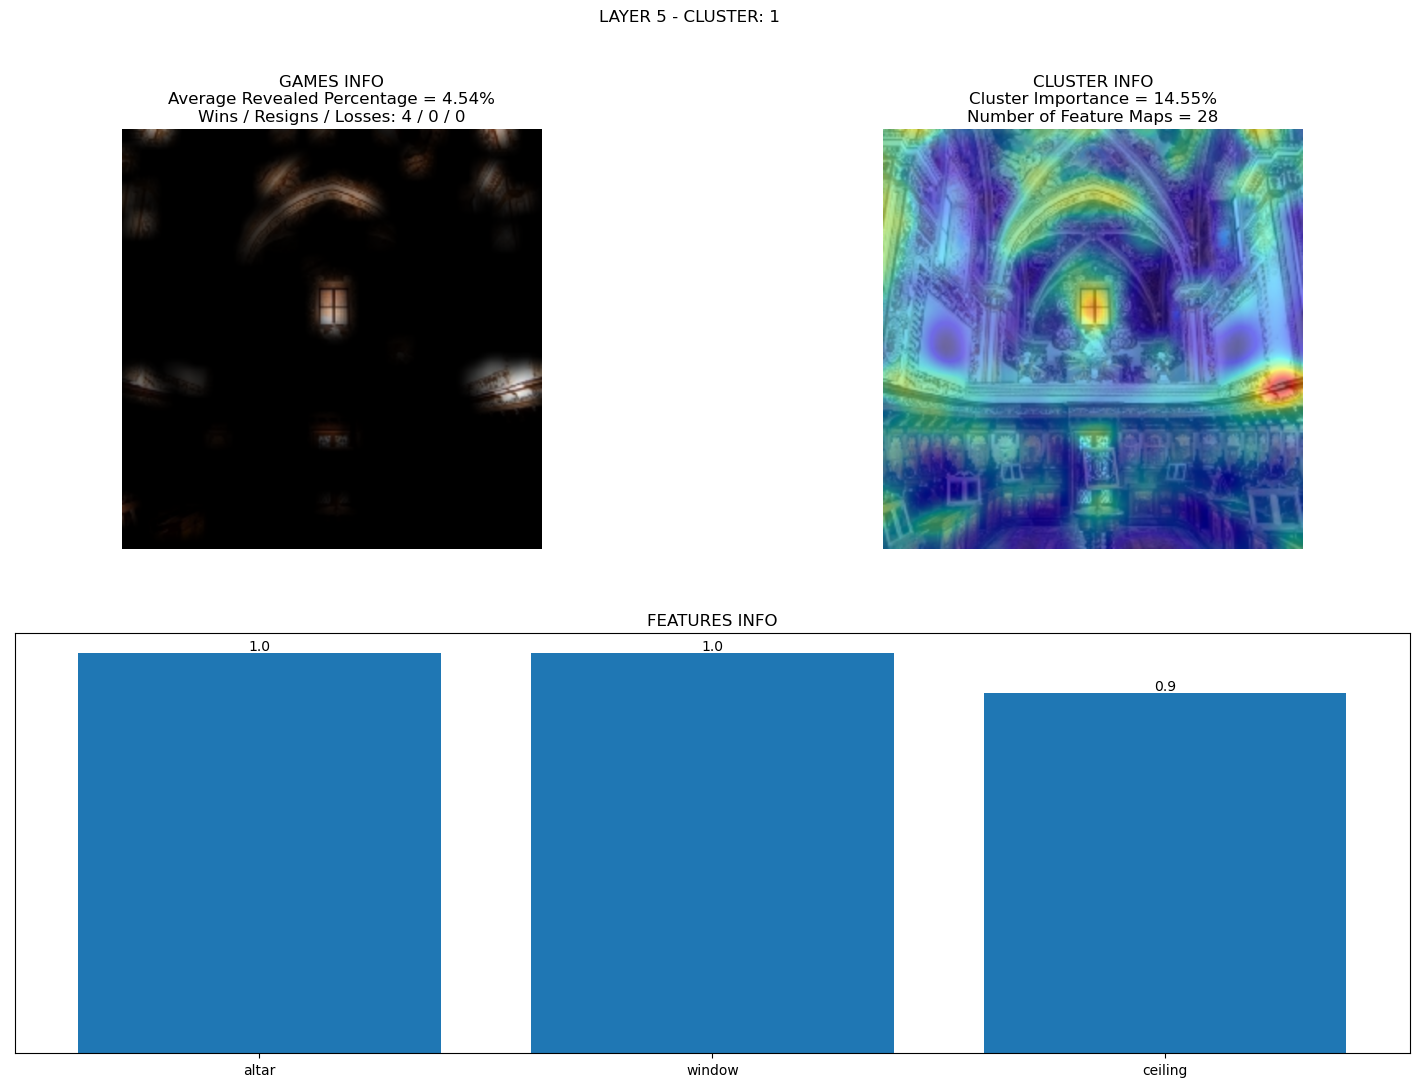 LAYER 5 - CLUSTER: 1
GAMES INFO
Average Revealed Percentage = 4.54%
Wins / Resigns / Losses: 4 / 0 / 0
CLUSTER INFO
Cluster Importance = 14.55%
Number of Feature Maps = 28
FEATURES INFO
1.0
1.0
0.9
altar
window
ceiling